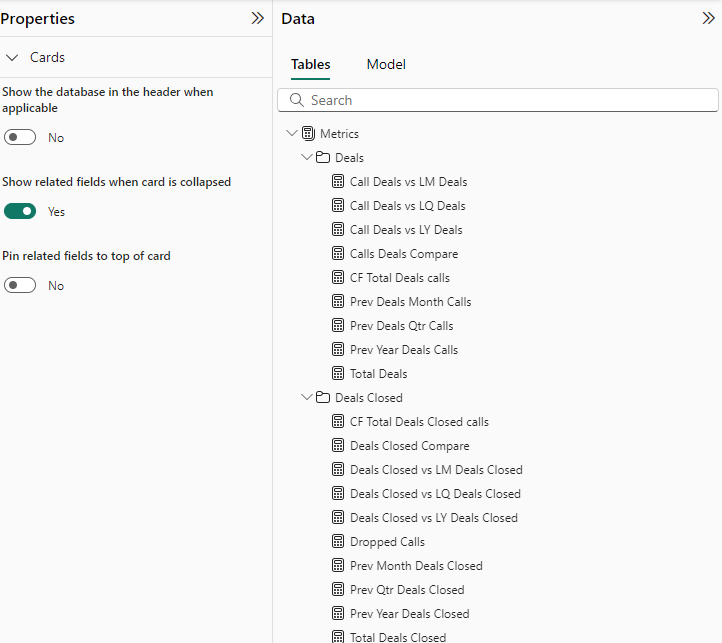 Properties
Cards
Show the database in the header when
applicable
No
Show related fields when card is collapsed
Yes
Pin related fields to top of card
No
Data
Tables
Model
Search
Metrics
Deals
Call Deals vs LM Deals
Call Deals vs LQ Deals
Call Deals vs LY Deals
Calls Deals Compare
CF Total Deals calls
Prev Deals Month Calls
Prev Deals Qtr Calls
Prev Year Deals Calls
Total Deals
Deals Closed
CF Total Deals Closed calls
Deals Closed Compare
Deals Closed vs LM Deals Closed
Deals Closed vs LQ Deals Closed
Deals Closed vs LY Deals Closed
Dropped Calls
Prev Month Deals Closed
Prev Qtr Deals Closed
Prev Year Deals Closed
Total Deals Closed